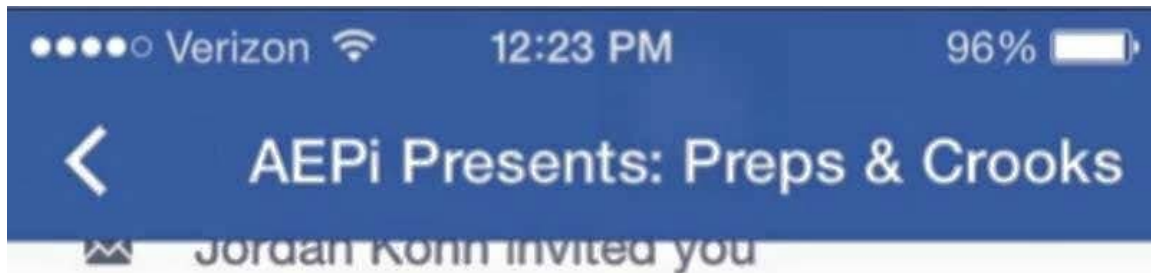 Verizon 12:23 PM 96%
AEPi Presents: Preps & Crooks
Jordan Kohn invited you